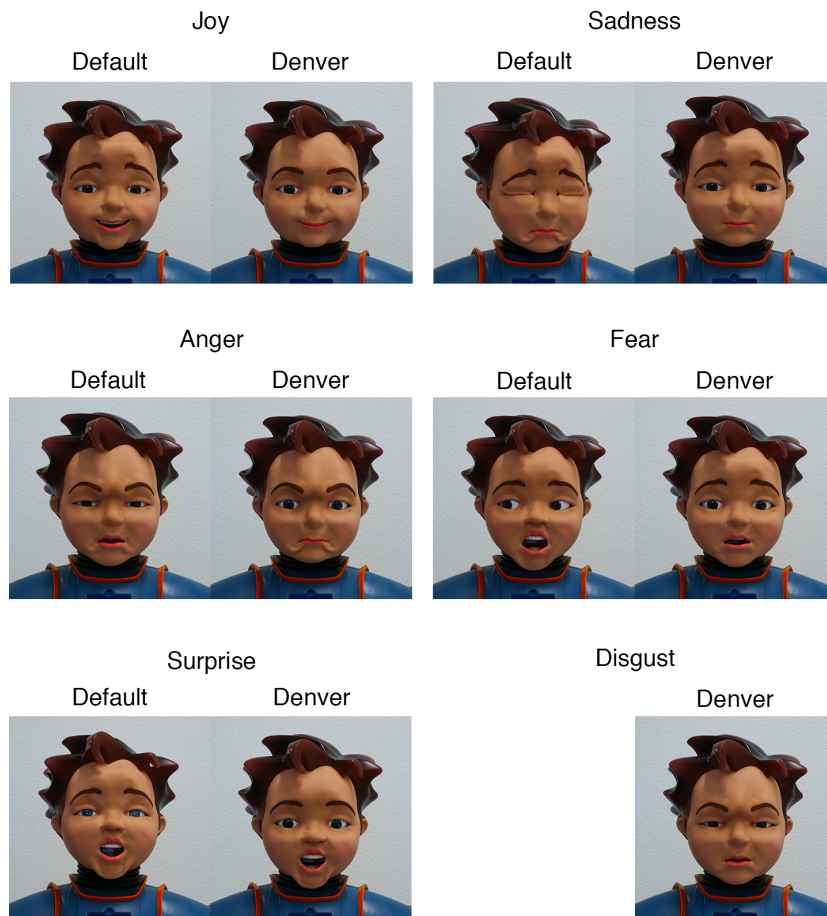 Joy
Sadness
Default
Denver
Default
Denver
Anger
Fear
Default
Denver
Default
Denver
Surprise
Disgust
Default
Denver
Denver